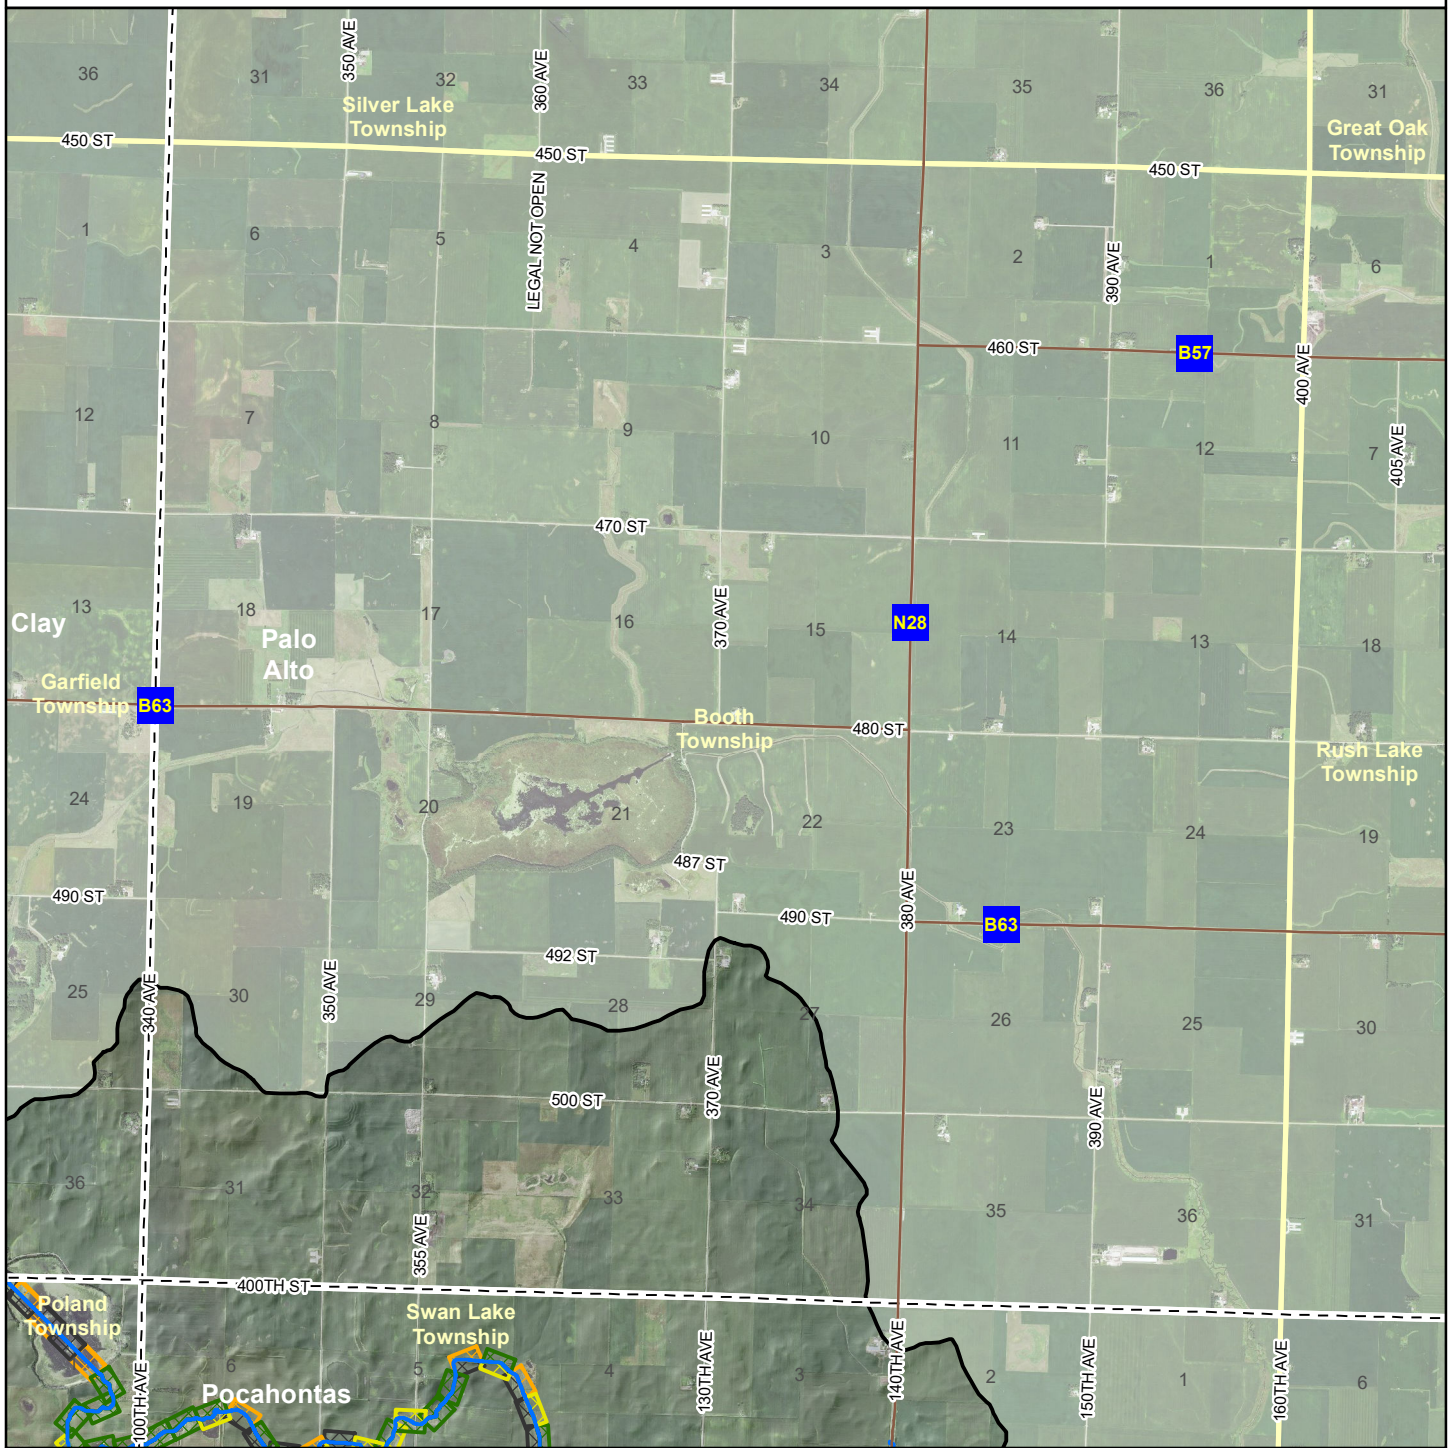 350 AVE
360 AVE
36
31
32
33
34
35
36
31
Silver Lake
Township
Great Oak
Township
450 ST
450 ST
450 ST
LEGAL NOT OPEN
1
6
5
4
3
2
390 AVE
1
6
460 ST
B57
400 AVE
12
7
8
9
10
11
12
7
405 AVE
470 ST
13
18
17
16
370 AVE
15
N28
14
13
18
Clay
Palo
Alto
Garfield
Township
B63
Booth
Township
480 ST
Rush Lake
Township
24
19
20
21
22
23
24
19
487 ST
490 ST
490 ST
380 AVE
B63
492 ST
25
340 AVE
30
350 AVE
29
28
27
26
25
30
500 ST
370 AVE
390 AVE
36
31
32
33
34
35
36
31
355 AVE
400TH ST
Poland
Township
Swan Lake
Township
6
5
4
3
2
1
6
Pocahontas
100TH AVE
130TH AVE
140TH AVE
150TH AVE
160TH AVE